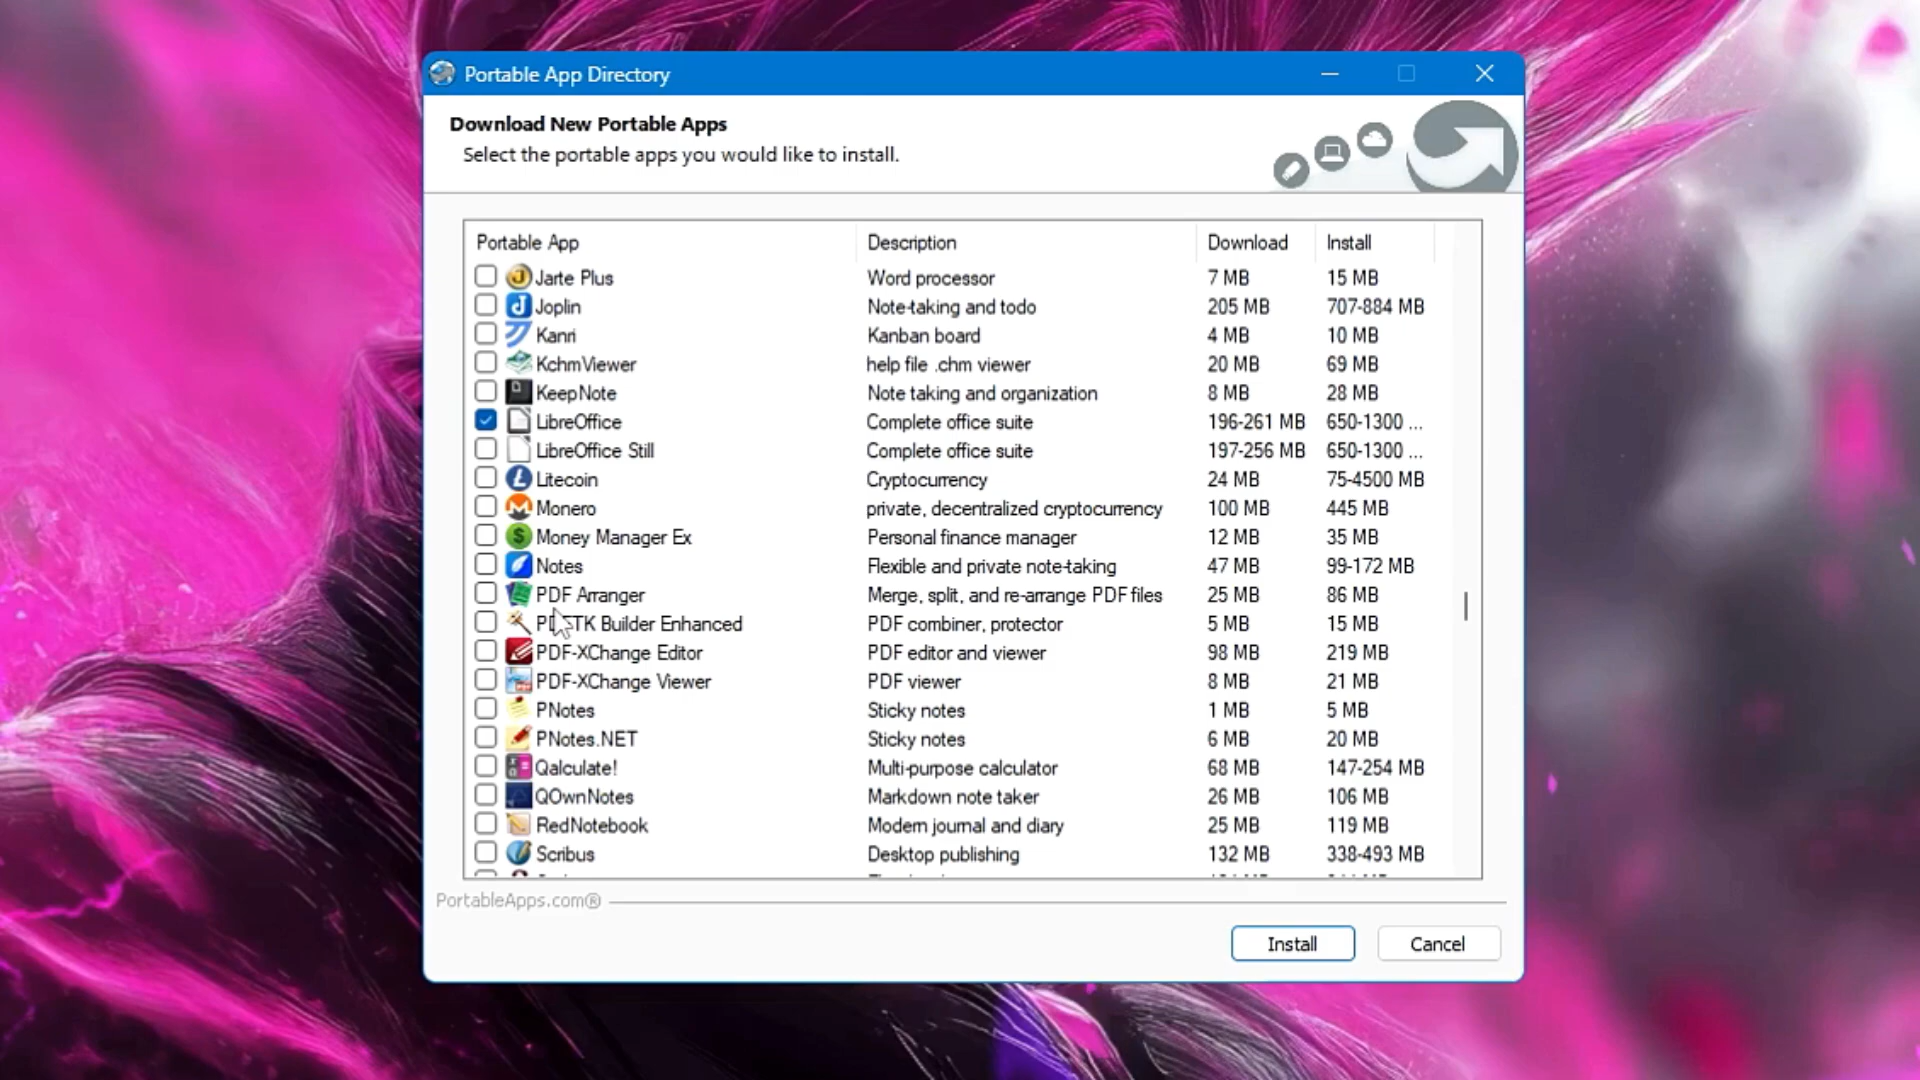 Portable App Directory
Download New Portable Apps
Select the portable apps you would like to install.
Portable App Description Download Install
Jarte Plus Word processor 7 MB 15 MB
Joplin Note-taking and todo 205 MB 707-884 MB
Kanri Kanban board 4 MB 10 MB
KchmViewer help file .chm viewer 20 MB 69 MB
KeepNote Note taking and organization 8 MB 28 MB
LibreOffice Complete office suite 196-261 MB 650-1300 ...
LibreOffice Still Complete office suite 197-256 MB 650-1300 ...
Litecoin Cryptocurrency 24 MB 75-4500 MB
Monero private, decentralized cryptocurrency 100 MB 445 MB
Money Manager Ex Personal finance manager 12 MB 35 MB
Notes Flexible and private note-taking 47 MB 99-172 MB
PDF Arranger Merge, split, and re-arrange PDF files 25 MB 86 MB
Builder Enhanced PDF combiner, protector 5 MB 15 MB
PDF-XChange Editor PDF editor and viewer 98 MB 219 MB
PDF-XChange Viewer PDF viewer 8 MB 21 MB
PNotes Sticky notes 1 MB 5 MB
PNotes.NET Sticky notes 6 MB 20 MB
Qalculate! Multi-purpose calculator 68 MB 147-254 MB
QOwnNotes Markdown note taker 26 MB 106 MB
RedNotebook Modern journal and diary 25 MB 119 MB
Scribus Desktop publishing 132 MB 338-493 MB
PortableApps.com®
Install Cancel